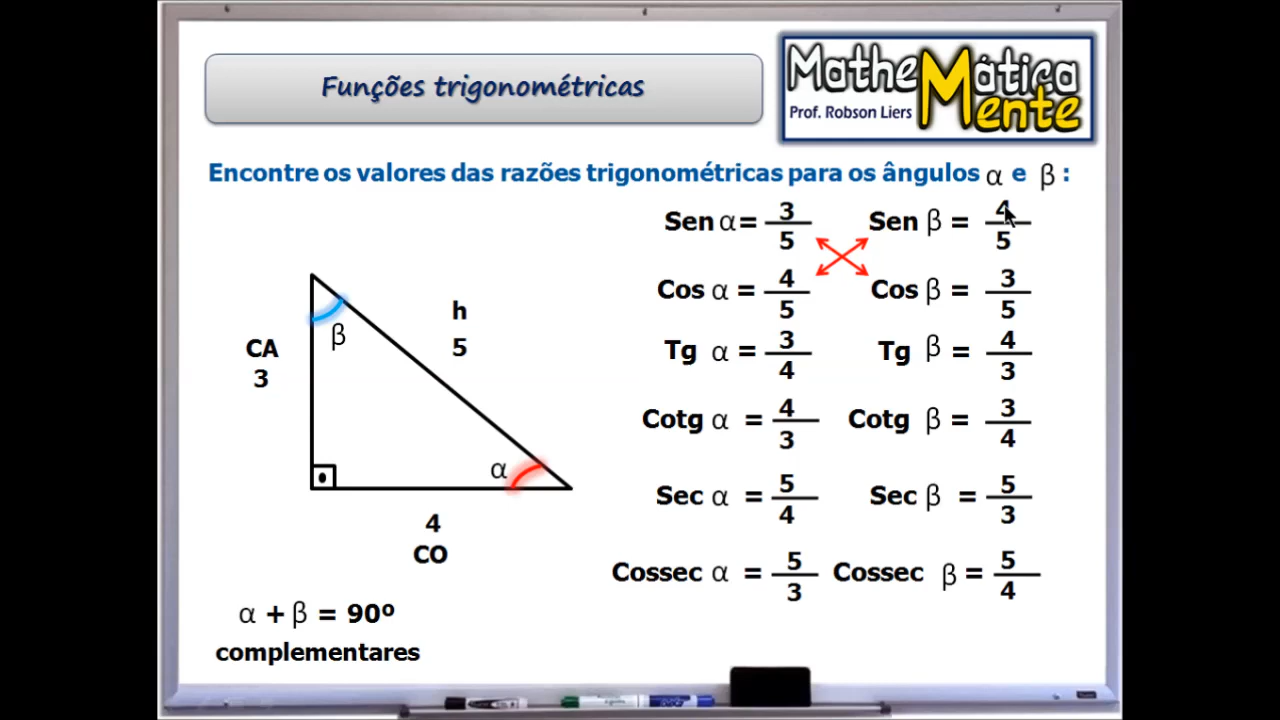 Funções trigonométricas
Mathe Mática Mente
Prof. Robson Liers
Encontre os valores das razões trigonométricas para os ângulos α e β :
Sen α = 3/5 Sen β = 4/5
Cos α = 4/5 Cos β = 3/5
Tg α = 3/4 Tg β = 4/3
Cotg α = 4/3 Cotg β = 3/4
Sec α = 5/4 Sec β = 5/3
Cossec α = 5/3 Cossec β = 5/4
h
5
β
CA
3
α
4
CO
α + β = 90º
complementares